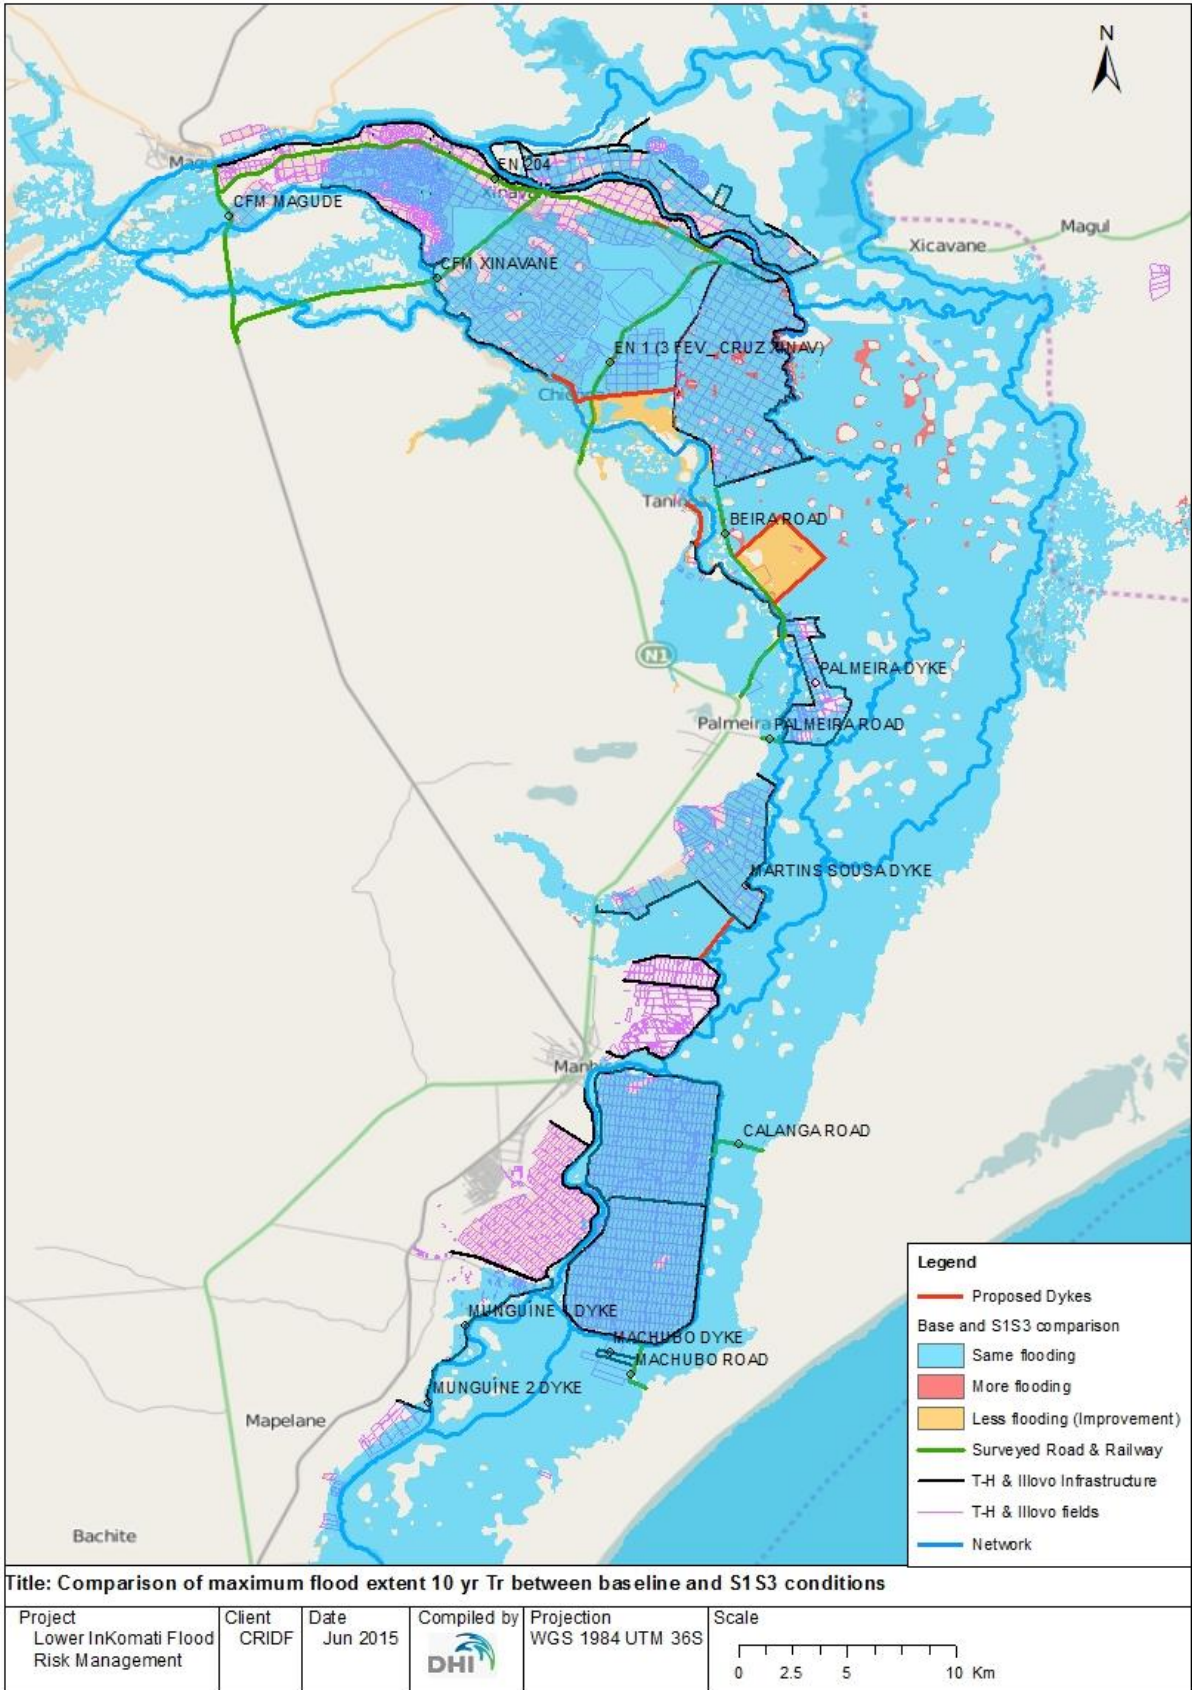 N
EN 204
CFM MAGUDE
Magul
Xicavane
CFM XINAVANE
EN 1 (3 FEV_ CRUZ XINAV)
BEIRA ROAD
N1
PALMEIRA DYKE
Palmeira
PALMEIRA ROAD
MARTINS SOUSA DYKE
CALANGA ROAD
MUNGUINE 1 DYKE
MACHUBO DYKE
MACHUBO ROAD
MUNGUINE 2 DYKE
Mapelane
Bachite
Legend
Proposed Dykes
Base and S1S3 comparison
Same flooding
More flooding
Less flooding (Improvement)
Surveyed Road & Railway
T-H & Illovo Infrastructure
T-H & Illovo fields
Network
Title: Comparison of maximum flood extent 10 yr Tr between baseline and S1S3 conditions
Project
Lower InKomati Flood
Risk Management
Client
CRIDF
Date
Jun 2015
Compiled by
DHI
Projection
WGS 1984 UTM 36S
Scale
0 2.5 5 10 Km